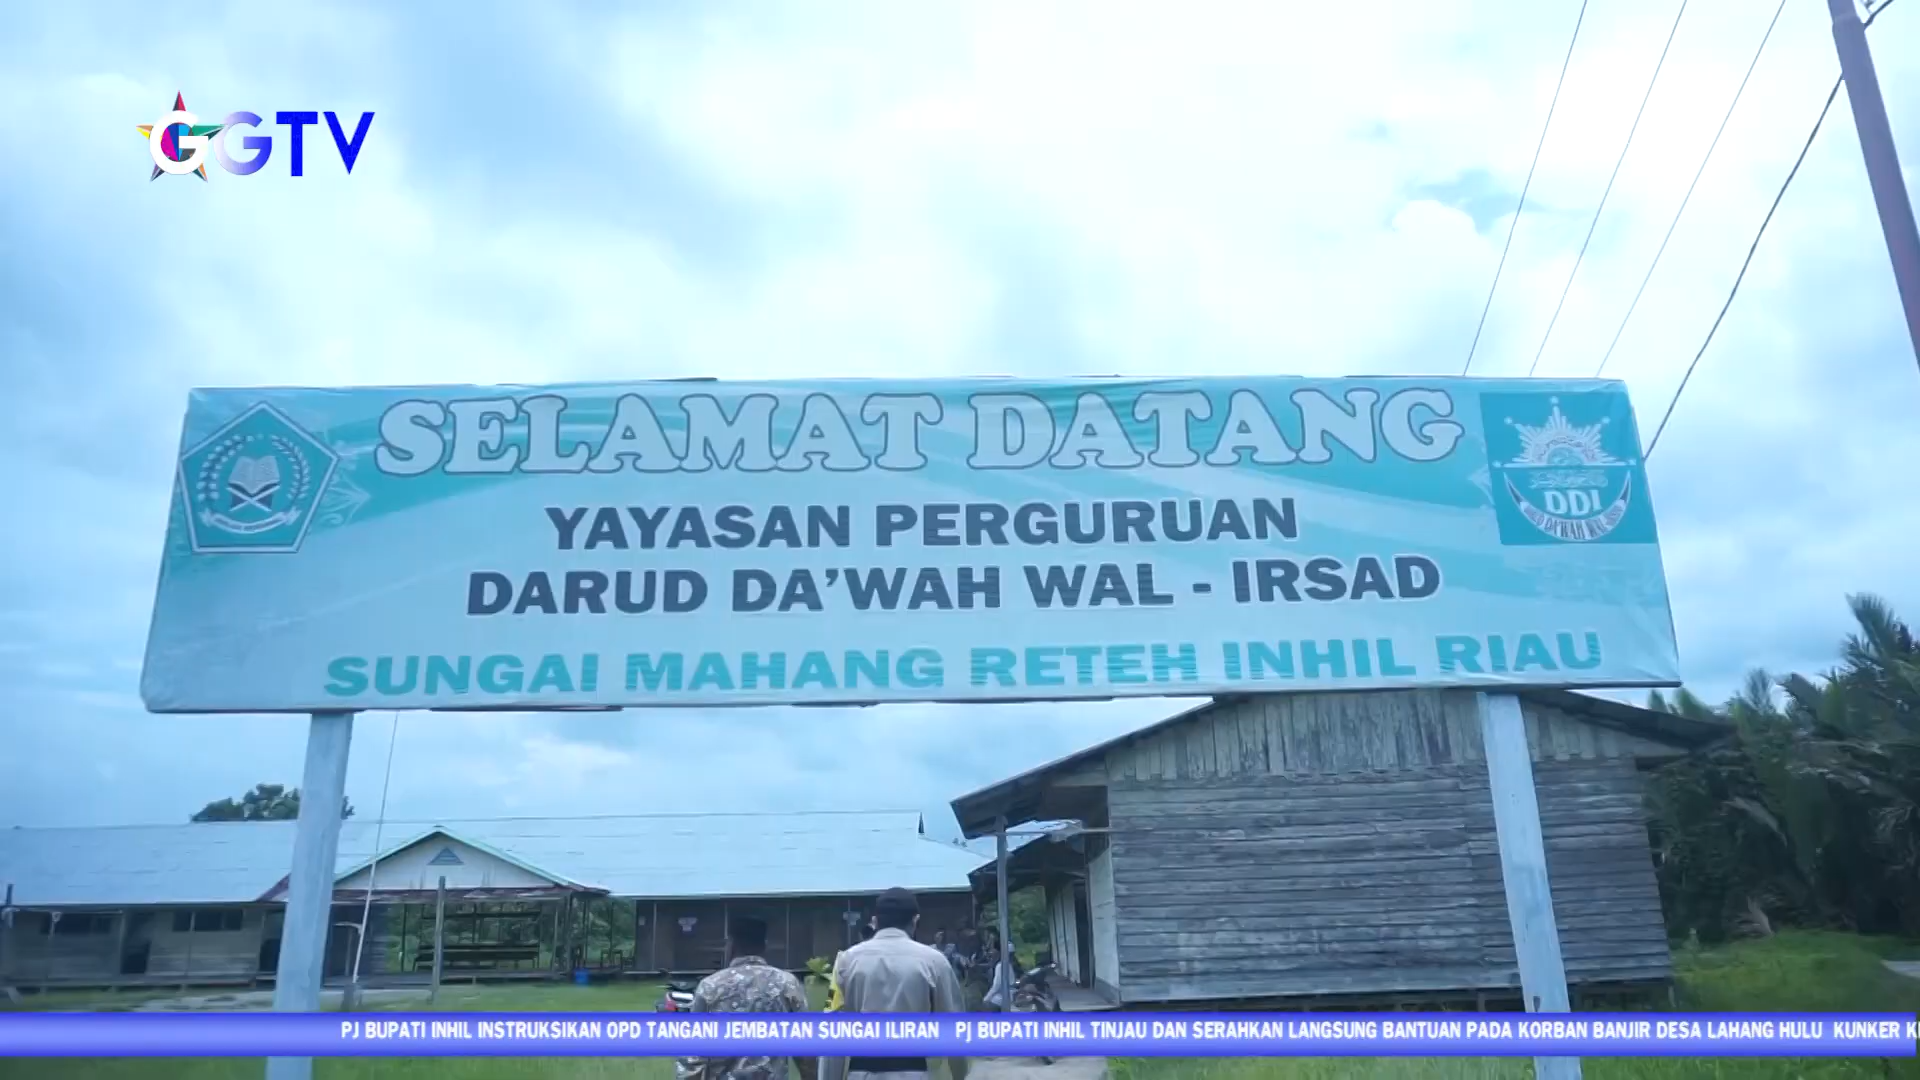 GGTV
SELAMAT DATANG
YAYASAN PERGURUAN
DARUD DA'WAH WAL - IRSAD
SUNGAI MAHANG RETEH INHIL RIAU
DDI
PJ BUPATI INHIL INSTRUKSIKAN OPD TANGANI JEMBATAN SUNGAI ILIRAN PJ BUPATI INHIL TINJAU DAN SERAHKAN LANGSUNG BANTUAN PADA KORBAN BANJIR DESA LAHANG HULU KUNKER